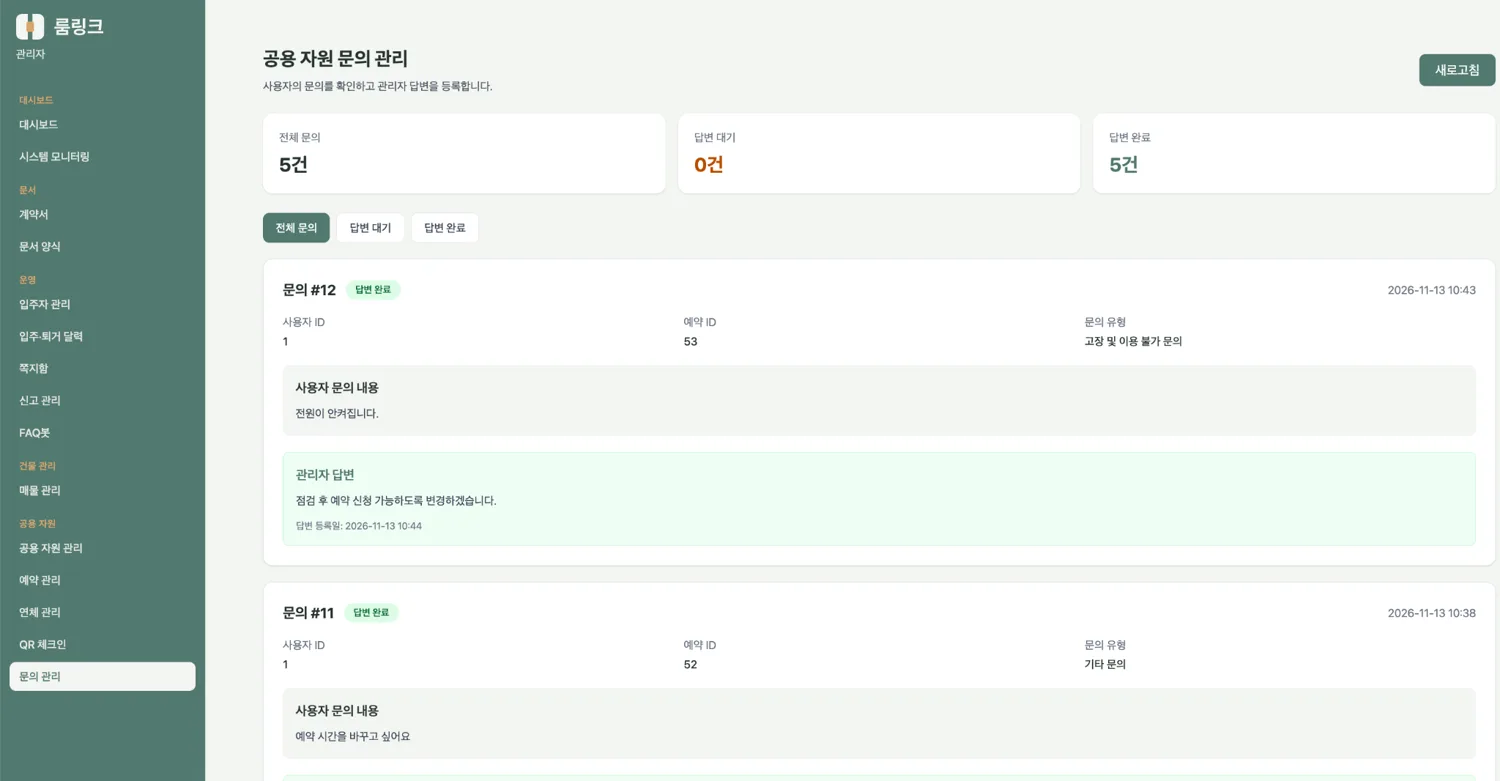 룸링크
관리자
대시보드
대시보드
시스템 모니터링
문서
계약서
문서 양식
운영
입주자 관리
입주·퇴거 달력
쪽지함
신고 관리
FAQ봇
건물 관리
매물 관리
공용 자원
공용 자원 관리
예약 관리
연체 관리
QR 체크인
문의 관리
공용 자원 문의 관리
사용자의 문의를 확인하고 관리자 답변을 등록합니다.
새로고침
전체 문의
5건
답변 대기
0건
답변 완료
5건
전체 문의 답변 대기 답변 완료
문의 #12 답변 완료 2026-11-13 10:43
사용자 ID 예약 ID 문의 유형
1 53 고장 및 이용 불가 문의
사용자 문의 내용
전원이 안켜집니다.
관리자 답변
점검 후 예약 신청 가능하도록 변경하겠습니다.
답변 등록일: 2026-11-13 10:44
문의 #11 답변 완료 2026-11-13 10:38
사용자 ID 예약 ID 문의 유형
1 52 기타 문의
사용자 문의 내용
예약 시간을 바꾸고 싶어요